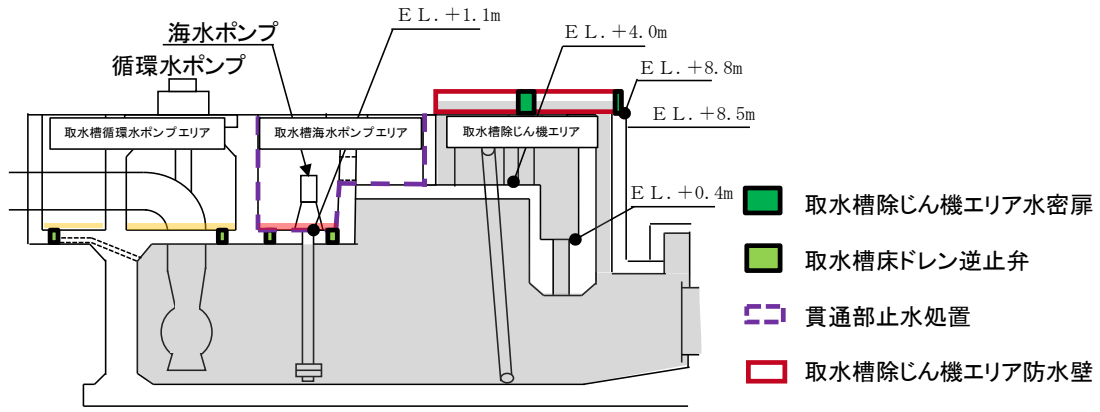 ＥＬ．＋1.1m
海水ポンプ
ＥＬ．＋4.0m
循環水ポンプ
ＥＬ．＋8.8m
ＥＬ．＋8.5m
取水槽循環水ポンプエリア
取水槽海水ポンプエリア
取水槽除じん機エリア
ＥＬ．＋0.4m
取水槽除じん機エリア水密扉
取水槽床ドレン逆止弁
貫通部止水処置
取水槽除じん機エリア防水壁